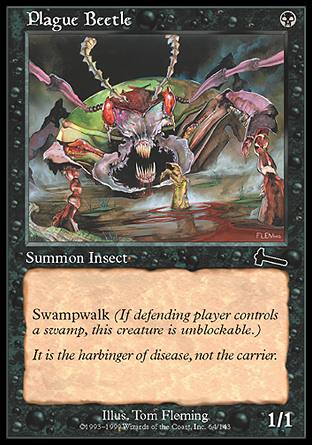 Plague Beetle
FLEMING
Summon Insect
Swampwalk (If defending player controls
a swamp, this creature is unblockable.)
It is the harbinger of disease, not the carrier.
Illus. Tom Fleming
©1993-1999 Wizards of the Coast, Inc. 64/143
1/1